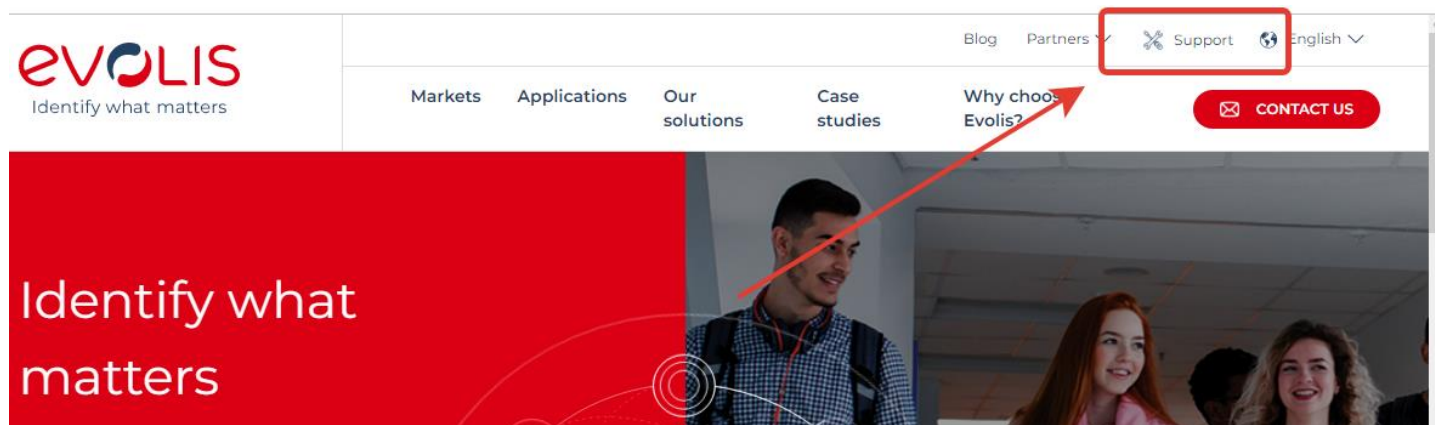 evolis
Identify what matters
Blog Partners Support English
Markets Applications Our solutions Case studies Why choose Evolis? CONTACT US
Identify what
matters